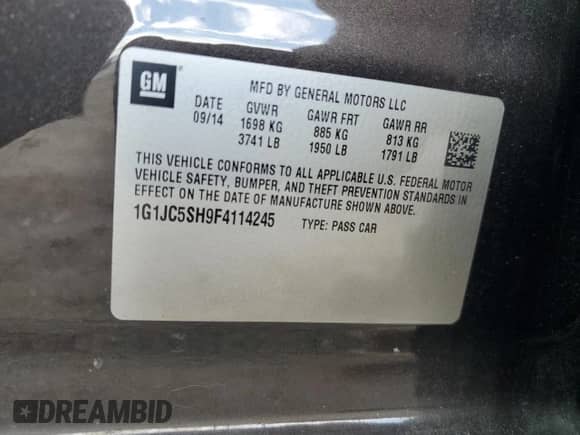 GM
MFD BY GENERAL MOTORS LLC
DATE GVWR GAWR FRT GAWR RR
09/14 1698 KG 885 KG 813 KG
3741 LB 1950 LB 1791 LB
THIS VEHICLE CONFORMS TO ALL APPLICABLE U.S. FEDERAL MOTOR
VEHICLE SAFETY, BUMPER, AND THEFT PREVENTION STANDARDS IN
EFFECT ON THE DATE OF MANUFACTURE SHOWN ABOVE.
1G1JC5SH9F4114245 TYPE: PASS CAR
DREAMBID